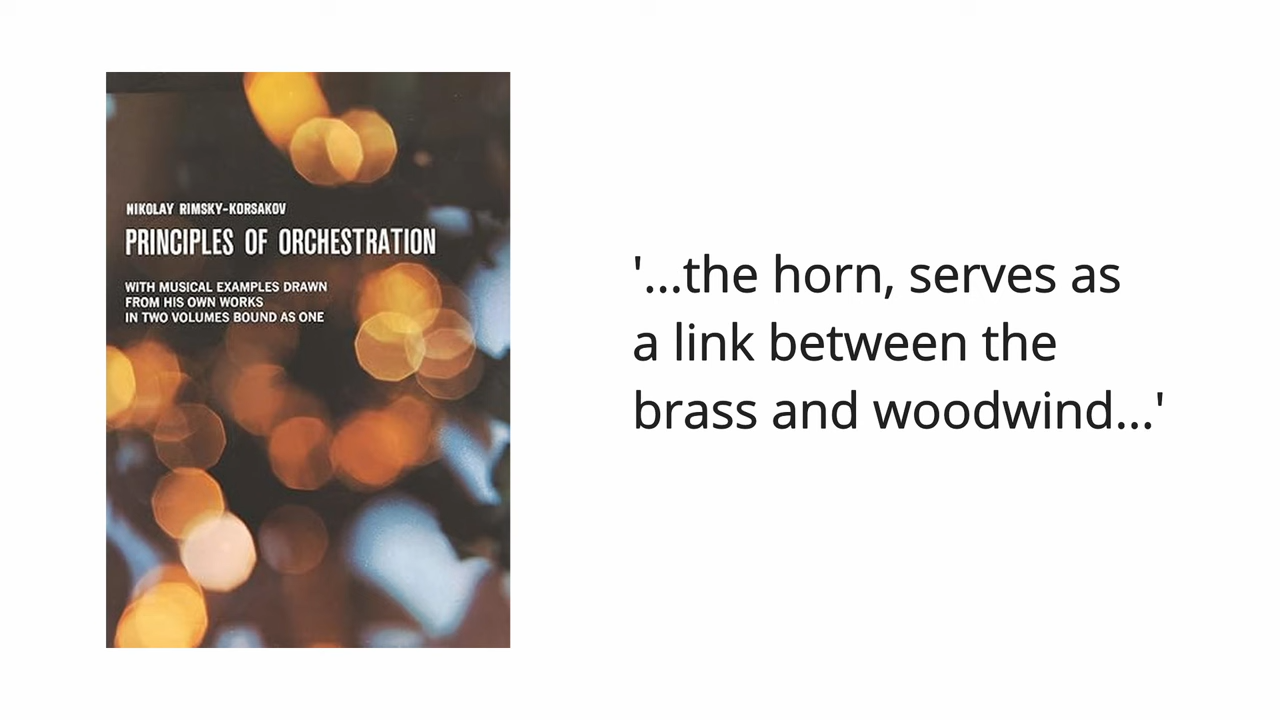 NIKOLAY RIMSKY-KORSAKOV
PRINCIPLES OF ORCHESTRATION
WITH MUSICAL EXAMPLES DRAWN
FROM HIS OWN WORKS
IN TWO VOLUMES BOUND AS ONE
'...the horn, serves as
a link between the
brass and woodwind...'